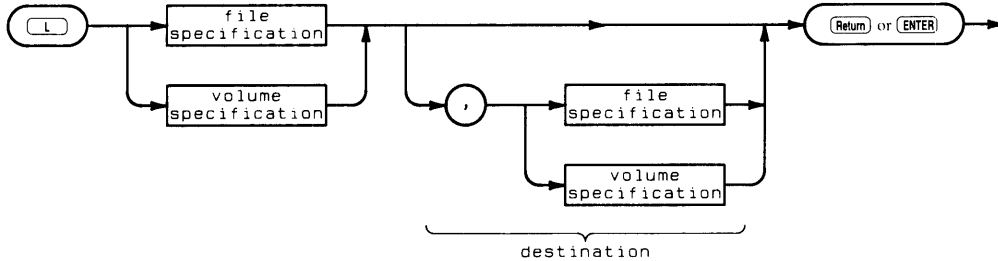 L
file
specification
volume
specification
,
file
specification
volume
specification
destination
Return or ENTER